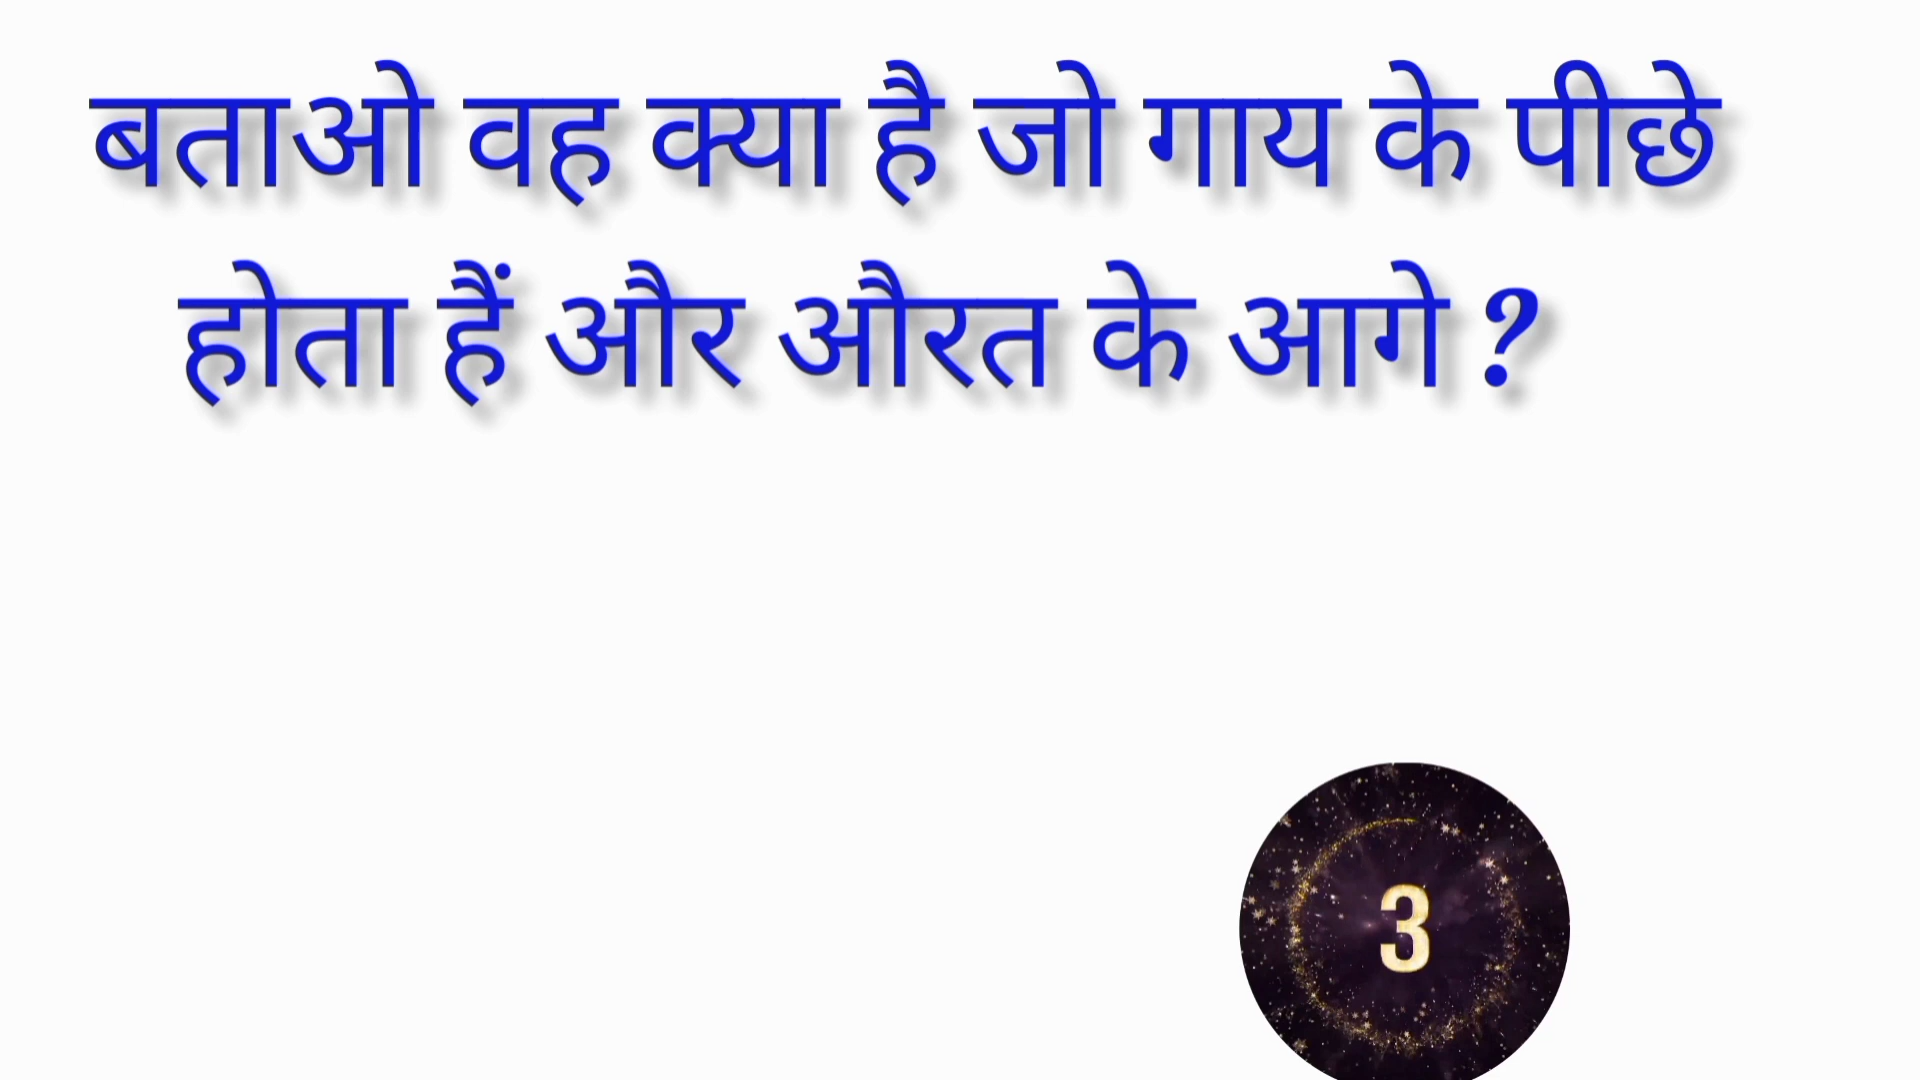 बताओ वह क्या है जो गाय के पीछे
होता हैं और औरत के आगे ?
3